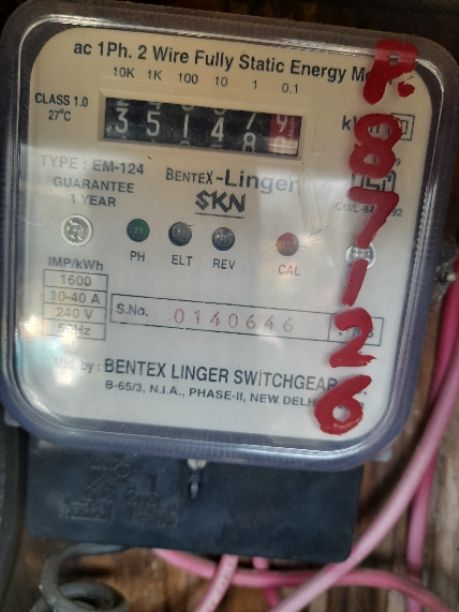 ac 1Ph. 2 Wire Fully Static Energy
10K 1K 100 10 1 0.1
CLASS 1.0
27°C
3514
TYPE : EM-124
GUARANTEE
1 YEAR
BENTEX-Linger
SKN
PH ELT REV CAL
IMP/kWh
1600
10-40 A
240 V
S.No. 0140646
BENTEX LINGER SWITCHGEAR
B-65/3, N.I.A., PHASE-II, NEW
P.87126